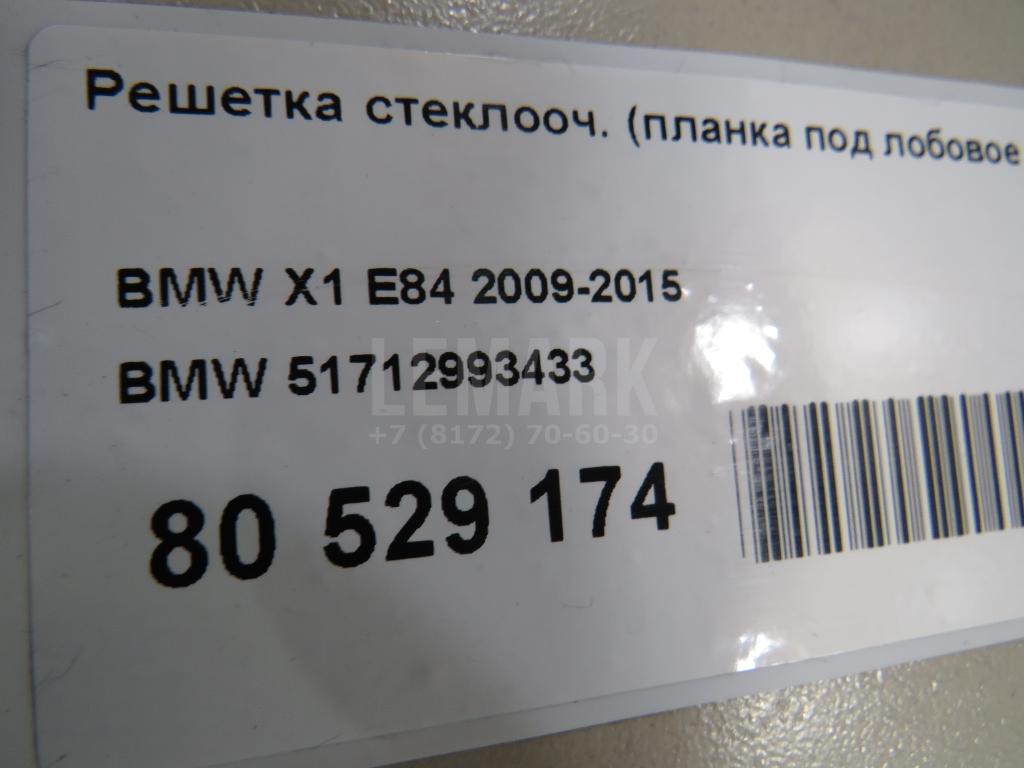 Решетка стеклооч. (планка под лобовое
BMW X1 E84 2009-2015
BMW 51712993433
LEMARK
+7 (8172) 70-60-30
80 529 174